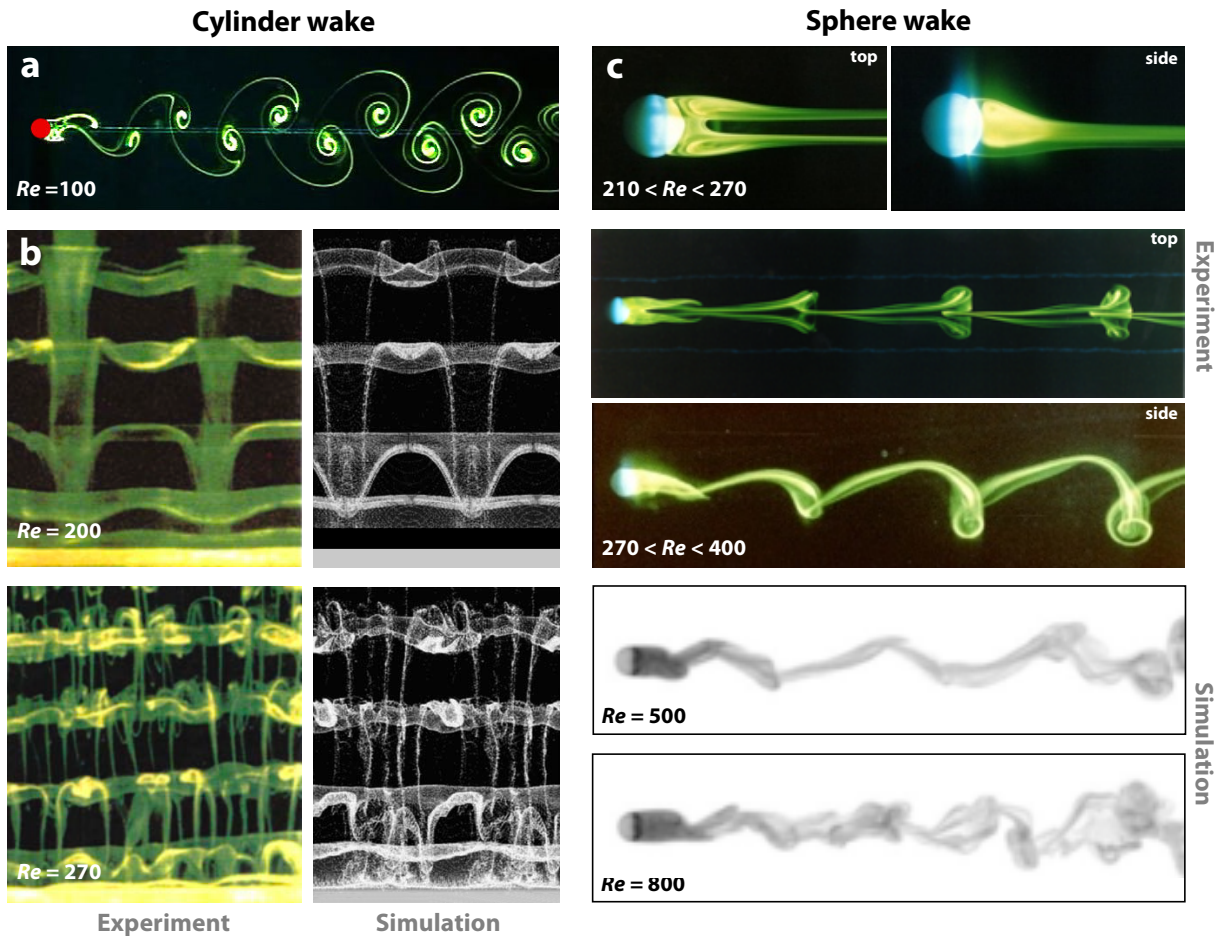 Cylinder wake
Sphere wake
a
Re =100
b
Re = 200
Re = 270
Experiment
Simulation
c
top
side
210 < Re < 270
top
side
270 < Re < 400
Experiment
Re = 500
Re = 800
Simulation